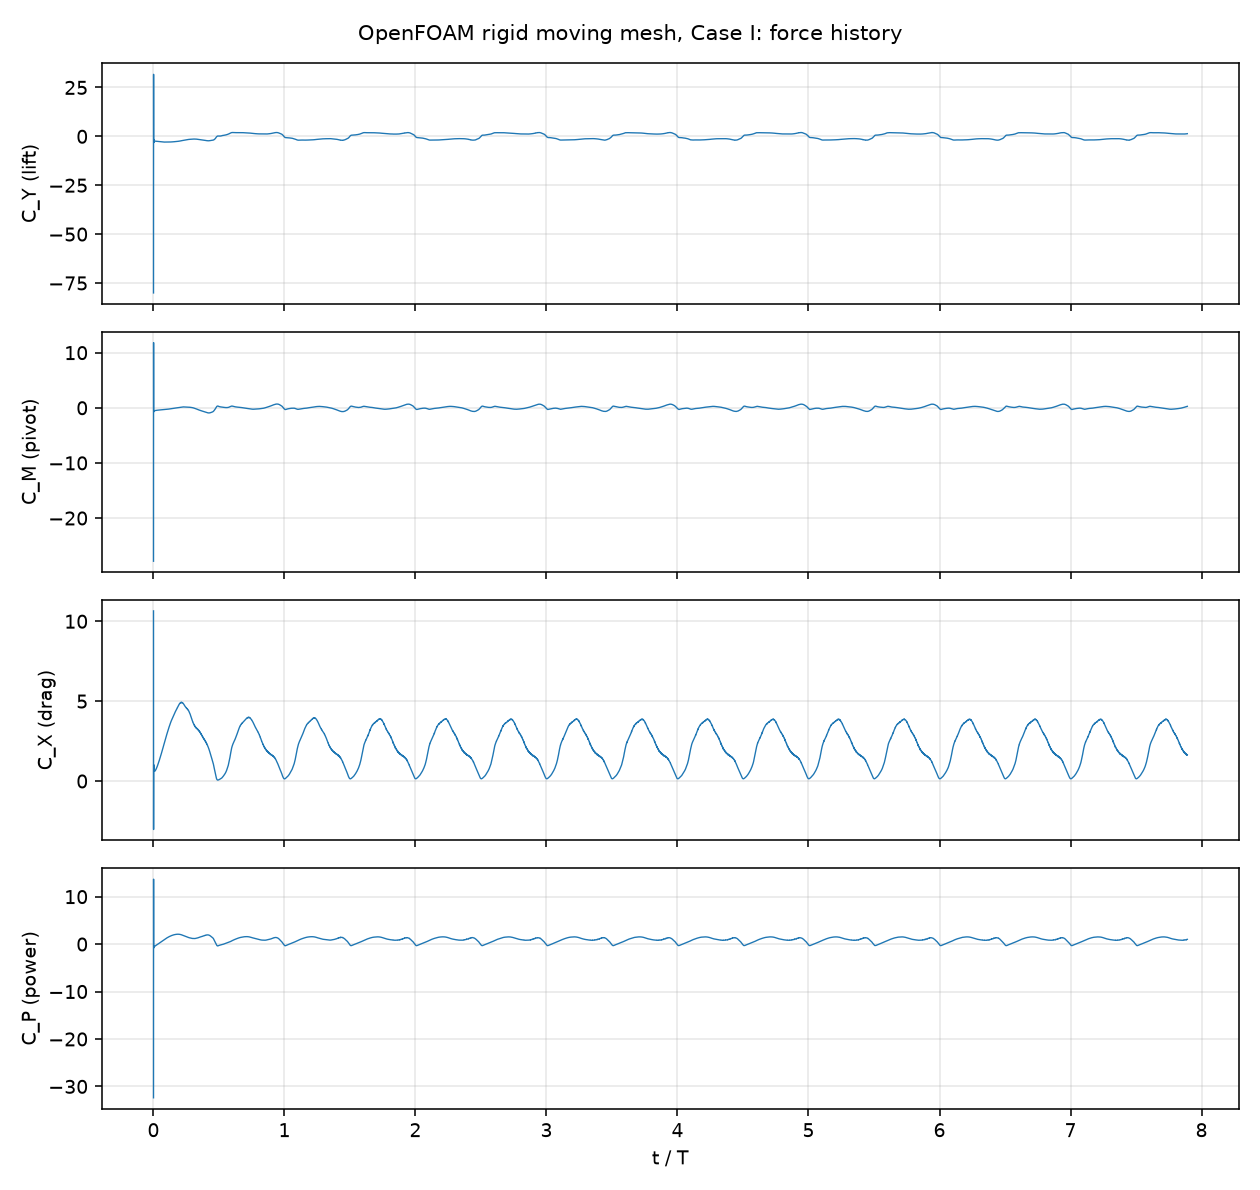 OpenFOAM rigid moving mesh, Case I: force history
C_Y (lift)
25
0
−25
−50
−75
C_M (pivot)
10
0
−10
−20
C_X (drag)
10
5
0
C_P (power)
10
0
−10
−20
−30
0 1 2 3 4 5 6 7 8
t / T